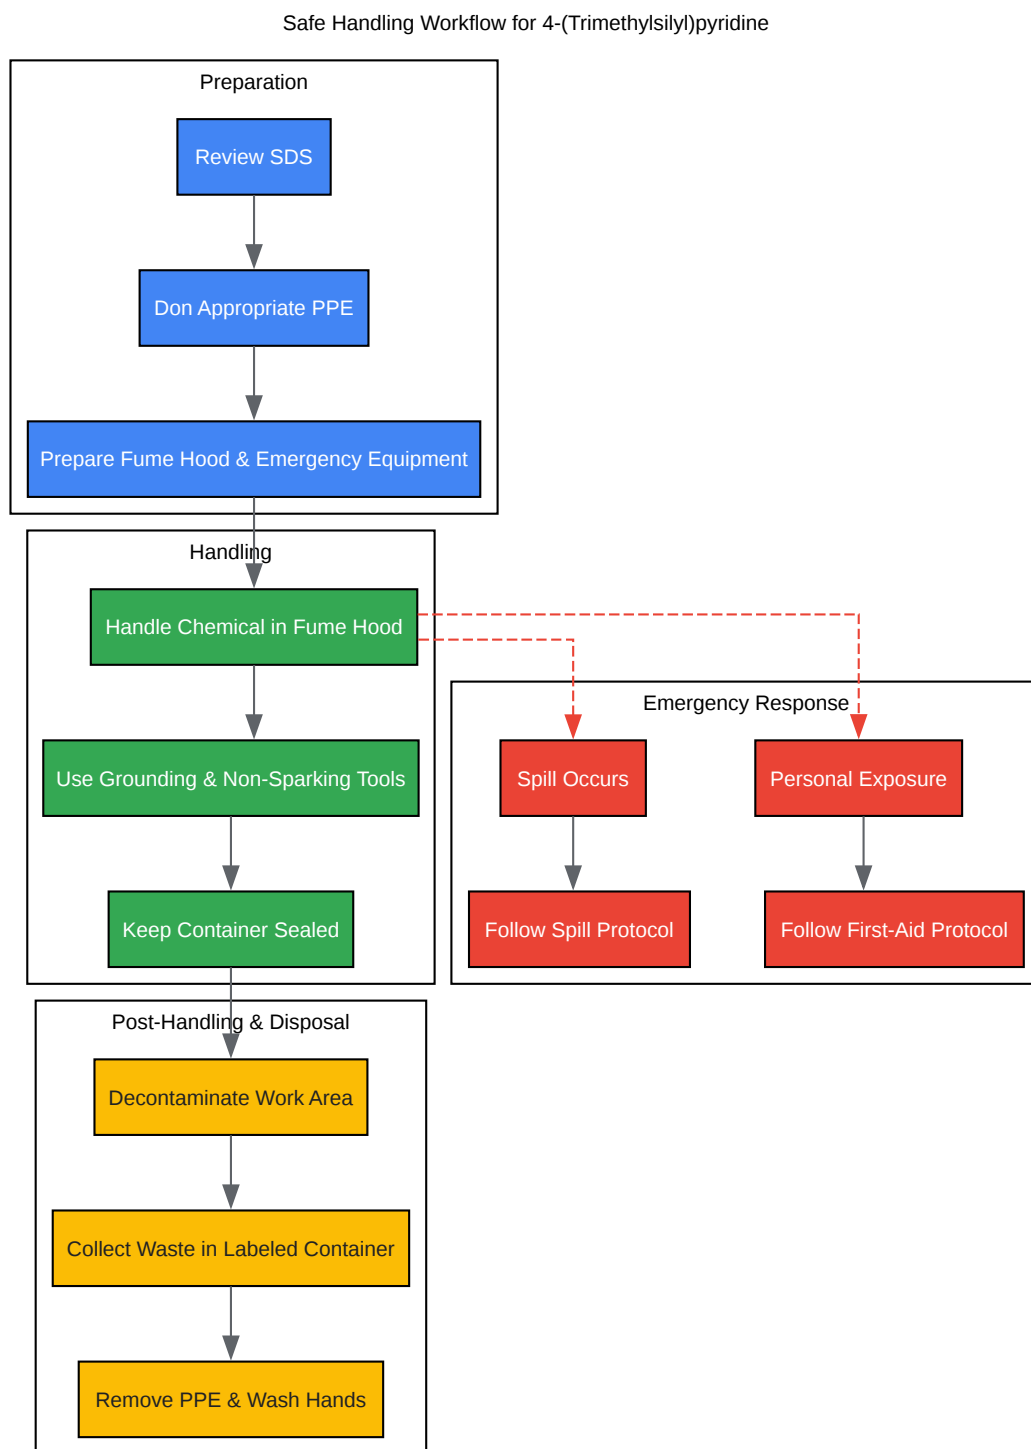 Safe Handling Workflow for 4-(Trimethylsilyl)pyridine
Preparation
Review SDS
Don Appropriate PPE
Prepare Fume Hood & Emergency Equipment
Handling
Handle Chemical in Fume Hood
Use Grounding & Non-Sparking Tools
Keep Container Sealed
Emergency Response
Spill Occurs
Personal Exposure
Follow Spill Protocol
Follow First-Aid Protocol
Post-Handling & Disposal
Decontaminate Work Area
Collect Waste in Labeled Container
Remove PPE & Wash Hands